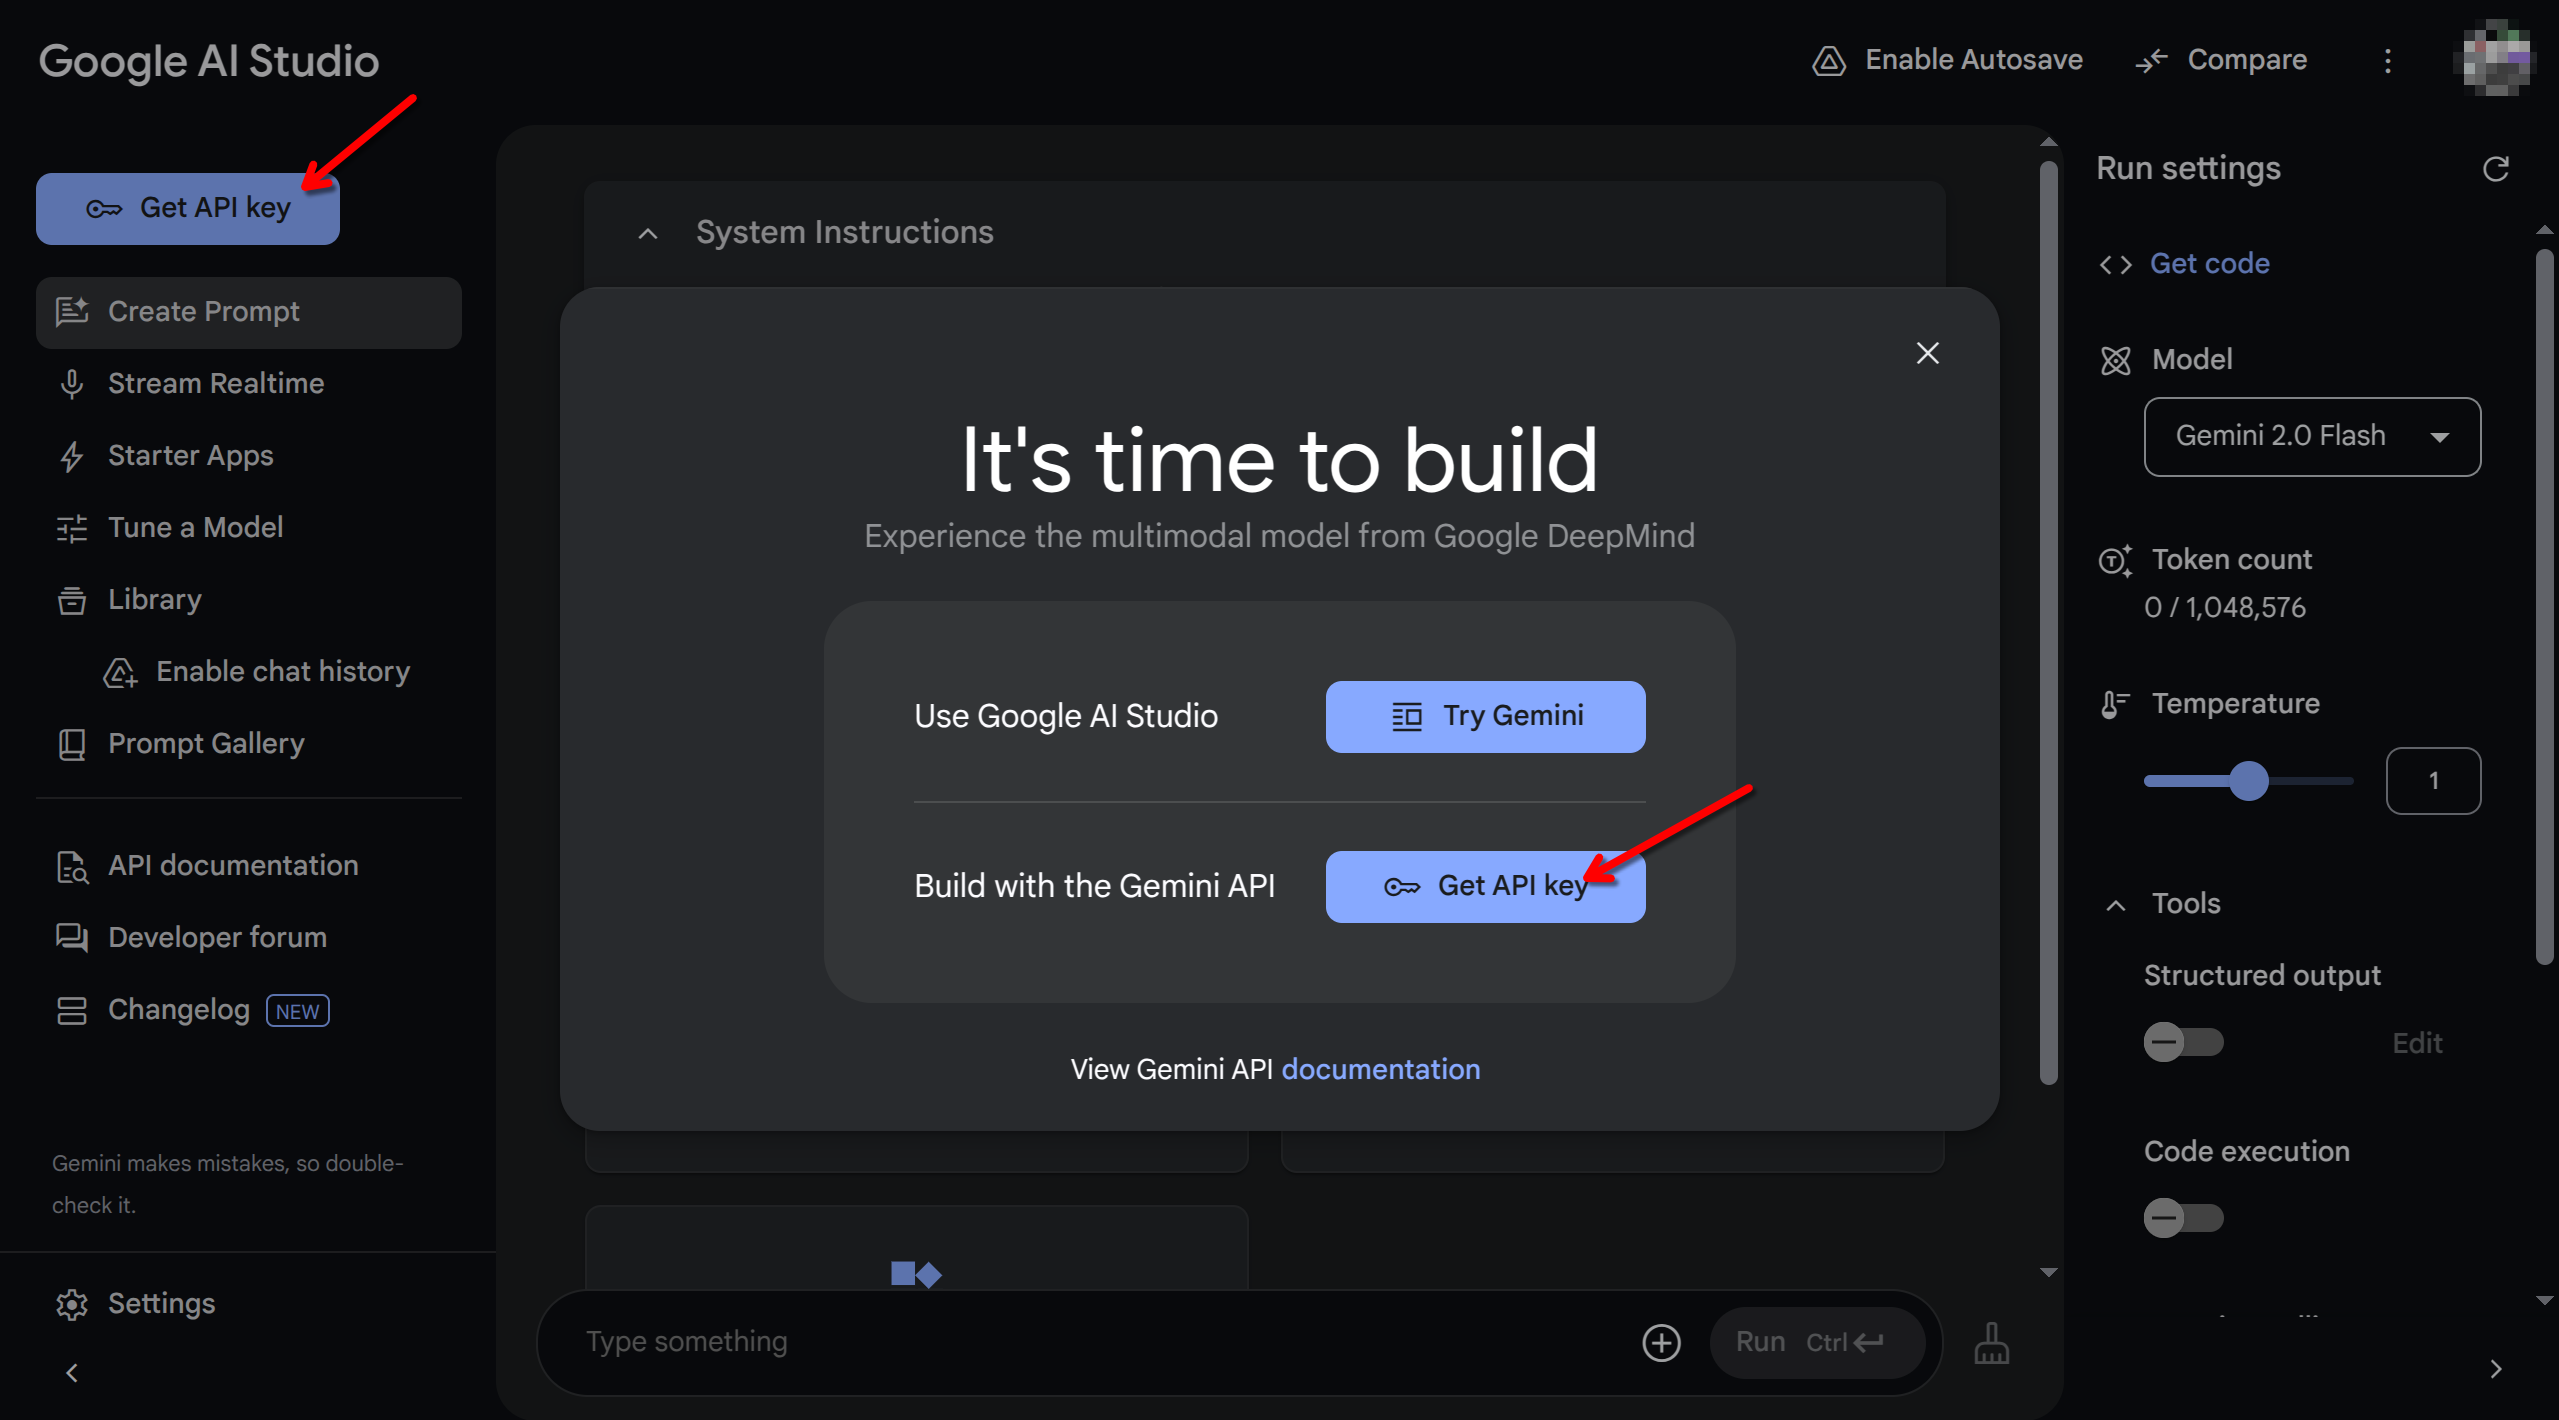 Google AI Studio
Enable Autosave
Compare
Get API key
Create Prompt
Stream Realtime
Starter Apps
Tune a Model
Library
Enable chat history
Prompt Gallery
API documentation
Developer forum
Changelog NEW
Gemini makes mistakes, so double-
check it.
Settings
System Instructions
It's time to build
Experience the multimodal model from Google DeepMind
Use Google AI Studio
Try Gemini
Build with the Gemini API
Get API key
View Gemini API documentation
Type something
Run Ctrl
Run settings
Get code
Model
Gemini 2.0 Flash
Token count
0 / 1,048,576
Temperature
1
Tools
Structured output
Edit
Code execution